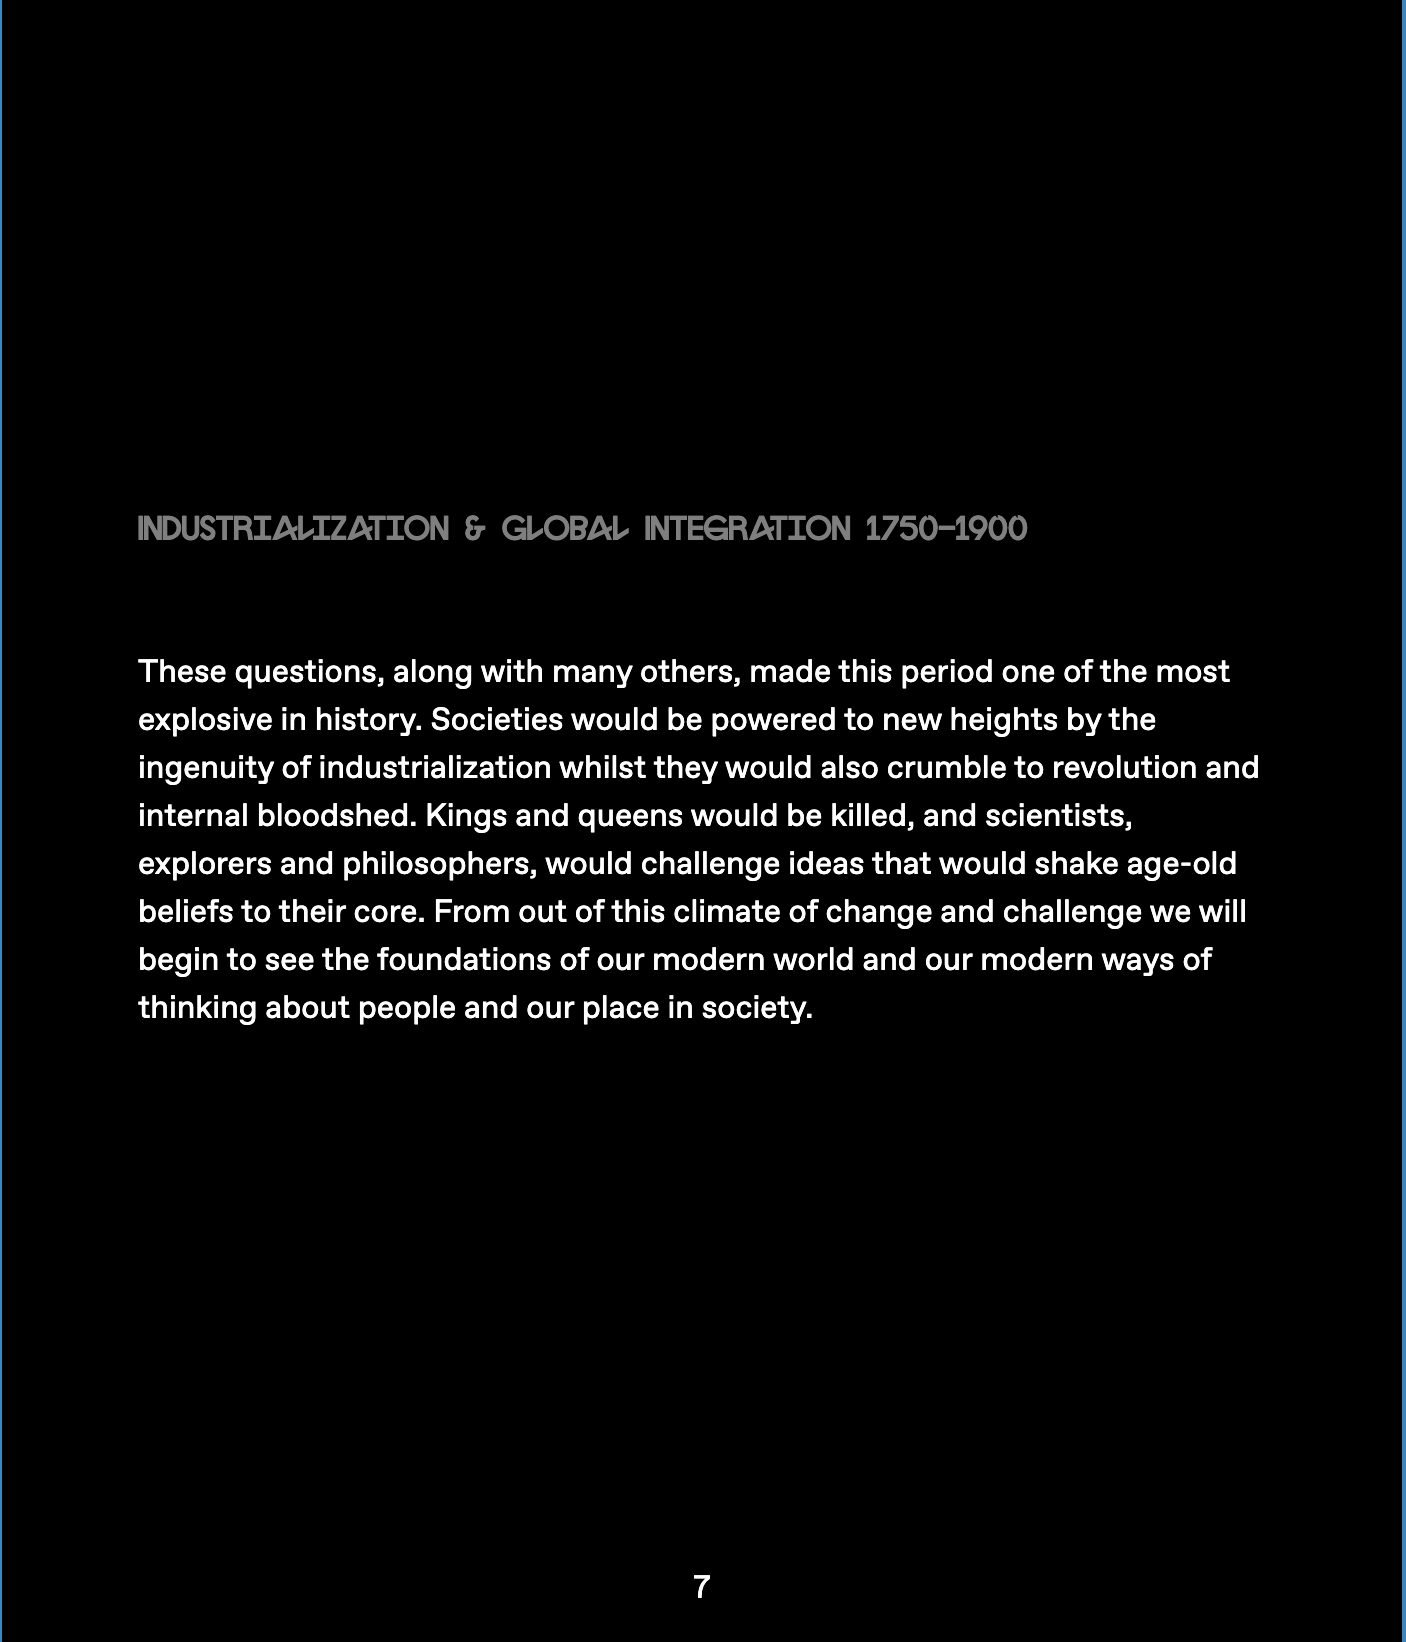 INDUSTRIALIZATION & GLOBAL INTEGRATION 1750–1900
These questions, along with many others, made this period one of the most
explosive in history. Societies would be powered to new heights by the
ingenuity of industrialization whilst they would also crumble to revolution and
internal bloodshed. Kings and queens would be killed, and scientists,
explorers and philosophers, would challenge ideas that would shake age-old
beliefs to their core. From out of this climate of change and challenge we will
begin to see the foundations of our modern world and our modern ways of
thinking about people and our place in society.
7